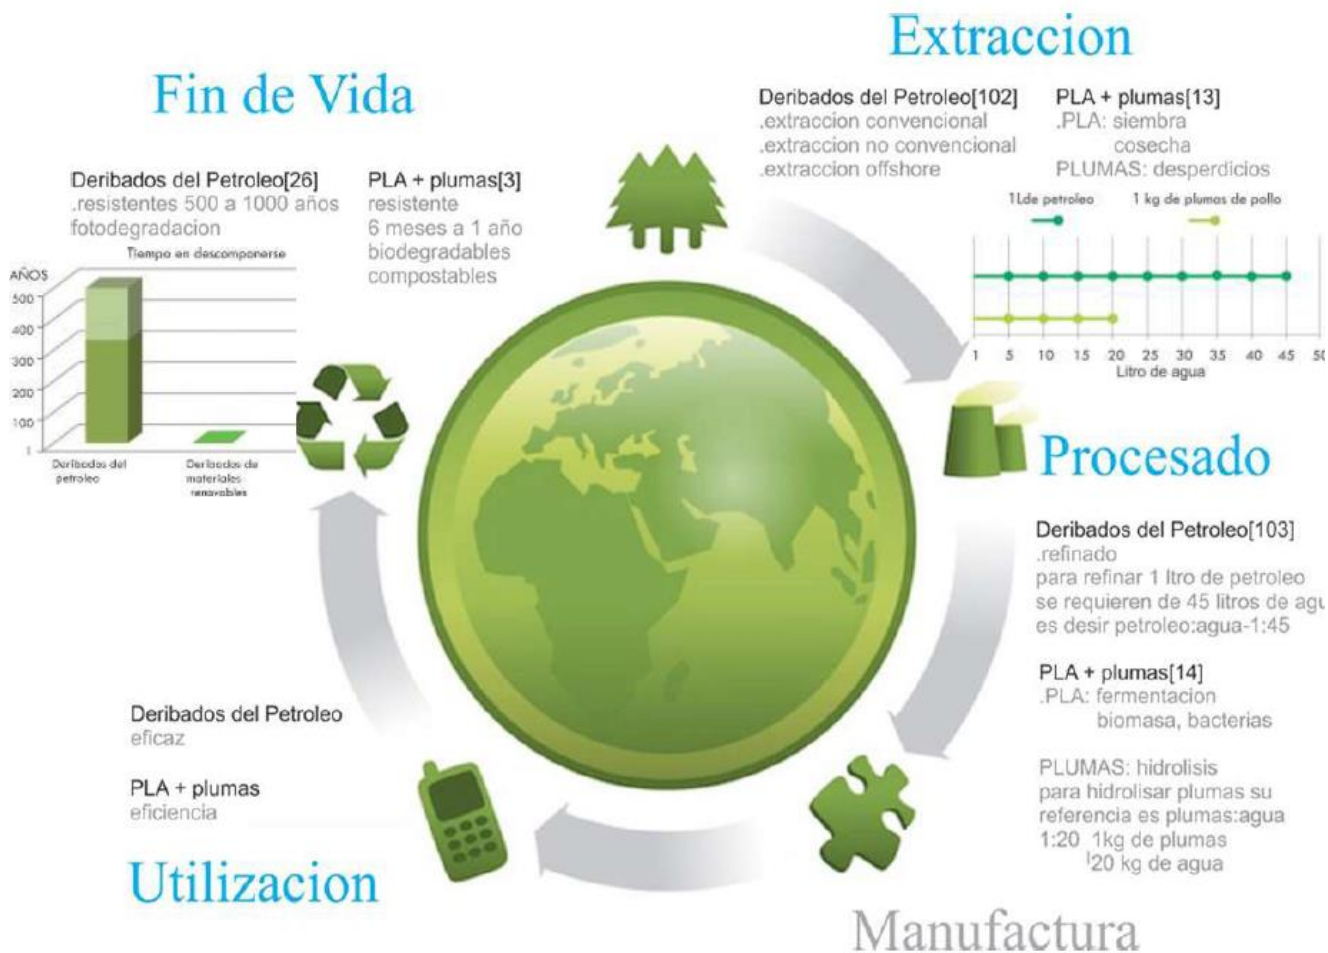 Extraccion
Deribados del Petroleo[102]
.extraccion convencional
.extraccion no convencional
.extraccion offshore
PLA + plumas[13]
.PLA: siembra
cosecha
PLUMAS: desperdicios
1Lde petroleo
1 kg de plumas de pollo
1 5 10 15 20 25 30 35 40 45 50
Litro de agua
Procesado
Deribados del Petroleo[103]
.refinado
para refinar 1 ltro de petroleo
se requieren de 45 litros de agu
es desir petroleo:agua-1:45
PLA + plumas[14]
.PLA: fermentacion
biomasa, bacterias
PLUMAS: hidrolisis
para hidrolisar plumas su
referencia es plumas:agua
1:20 1kg de plumas
20 kg de agua
Manufactura
Utilizacion
Deribados del Petroleo
eficaz
PLA + plumas
eficiencia
Fin de Vida
Deribados del Petroleo[26]
.resistentes 500 a 1000 años
fotodegradacion
PLA + plumas[3]
resistente
6 meses a 1 año
biodegradables
compostables
Tiempo en descomponerse
AÑOS
500
400
300
200
100
1
Deribados del
petroleo
Deribados de
materiales
renovables